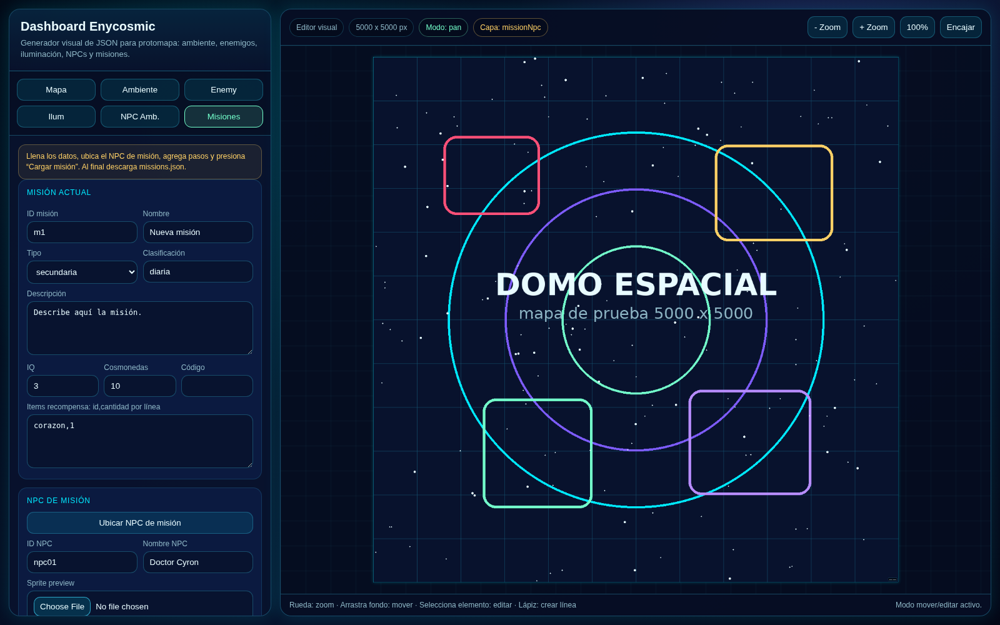 Dashboard Enycosmic
Generador visual de JSON para protomapa: ambiente, enemigos,
iluminación, NPCs y misiones.
Mapa
Ambiente
Enemy
Ilum
NPC Amb.
Misiones
Llena los datos, ubica el NPC de misión, agrega pasos y presiona
“Cargar misión”. Al final descarga missions.json.
MISIÓN ACTUAL
ID misión
Nombre
m1
Nueva misión
Tipo
Clasificación
secundaria
diaria
Descripción
Describe aquí la misión.
IQ
Cosmonedas
Código
3
10
Items recompensa: id,cantidad por línea
corazon,1
NPC DE MISIÓN
Ubicar NPC de misión
ID NPC
Nombre NPC
npc01
Doctor Cyron
Sprite preview
Choose File No file chosen
Editor visual
5000 x 5000 px
Modo: pan
Capa: missionNpc
- Zoom
+ Zoom
100%
Encajar
DOMO ESPACIAL
mapa de prueba 5000 x 5000
Rueda: zoom · Arrastra fondo: mover · Selecciona elemento: editar · Lápiz: crear línea
Modo mover/editar activo.